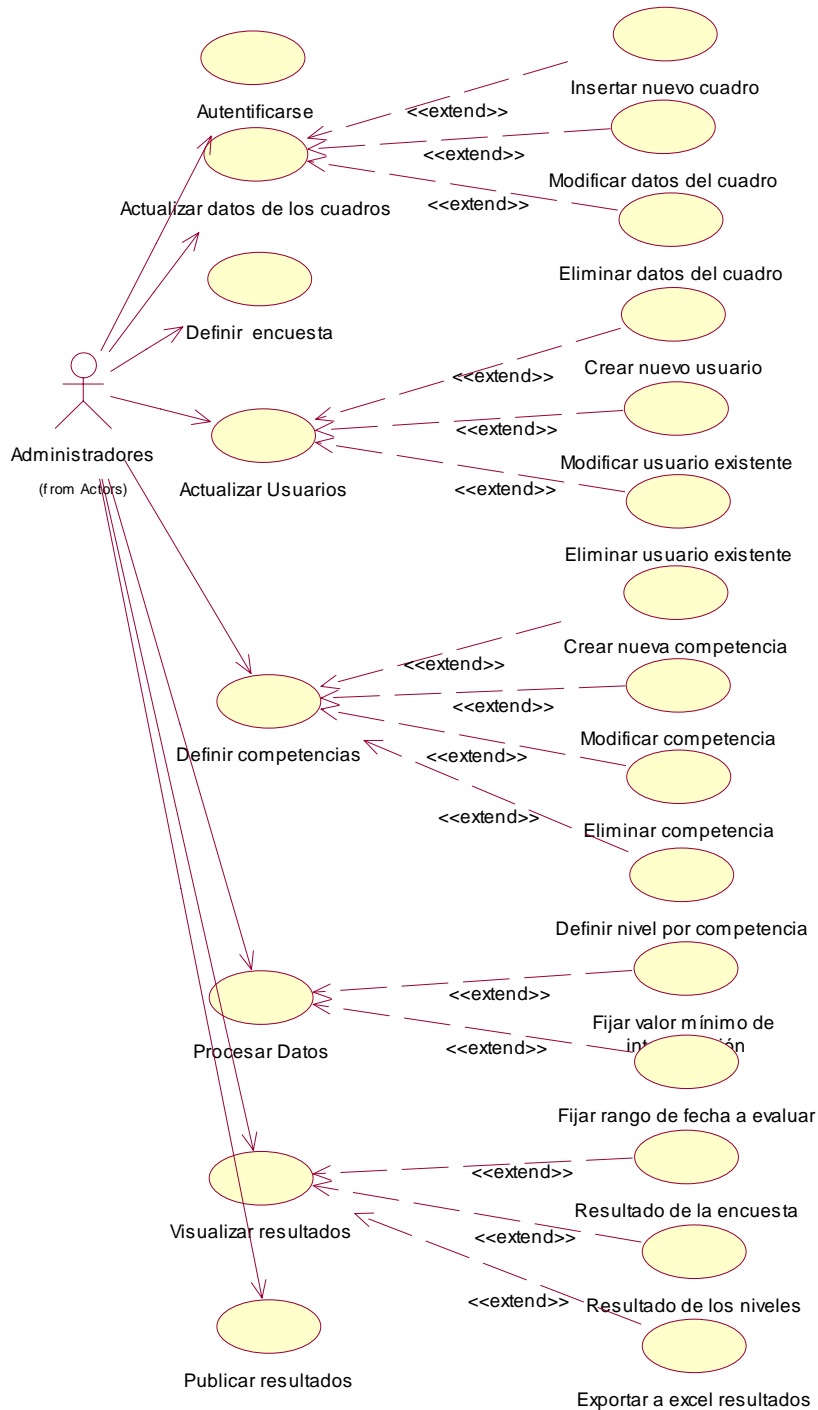 Insertar nuevo cuadro
Autentificarse
<<extend>>
<<extend>>
Modificar datos del cuadro
<<extend>>
Actualizar datos de los cuadros
Eliminar datos del cuadro
Definir encuesta
<<extend>>
Crear nuevo usuario
<<extend>>
Administradores
(from Actors)
Modificar usuario existente
<<extend>>
Actualizar Usuarios
Eliminar usuario existente
Crear nueva competencia
<<extend>>
<<extend>>
Modificar competencia
Definir competencias
<<extend>>
<<extend>>
Eliminar competencia
Definir nivel por competencia
<<extend>>
Fijar valor mínimo de
<<extend>>
Procesar Datos
Fijar rango de fecha a evaluar
<<extend>>
Resultado de la encuesta
Visualizar resultados
<<extend>>
<<extend>>
Resultado de los niveles
Publicar resultados
Exportar a excel resultados